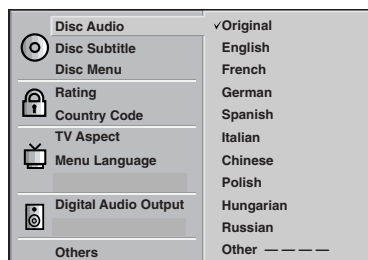 Disc Audio
Disc Subtitle
Disc Menu
Rating
Country Code
TV Aspect
Menu Language
Digital Audio Output
Others
✓Original
English
French
German
Spanish
Italian
Chinese
Polish
Hungarian
Russian
Other — — — —